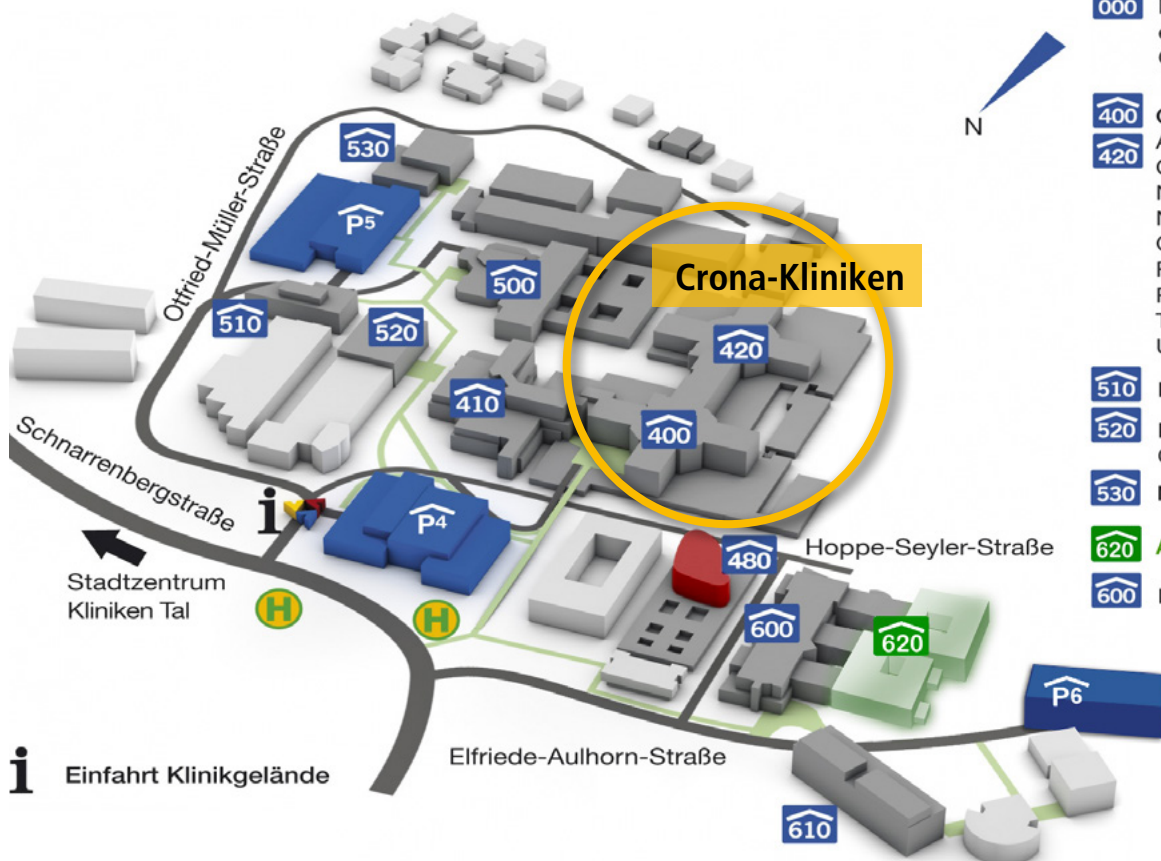 530
P5
Otfried-Müller-Straße
500
Crona-Kliniken
510
520
420
410
400
Schnarrenbergstraße
i
P4
Stadtzentrum
Kliniken Tal
H
H
480
Hoppe-Seyler-Straße
600
620
P6
Elfriede-Aulhorn-Straße
610
i Einfahrt Klinikgelände
N
000
400
420
510
520
530
620
600